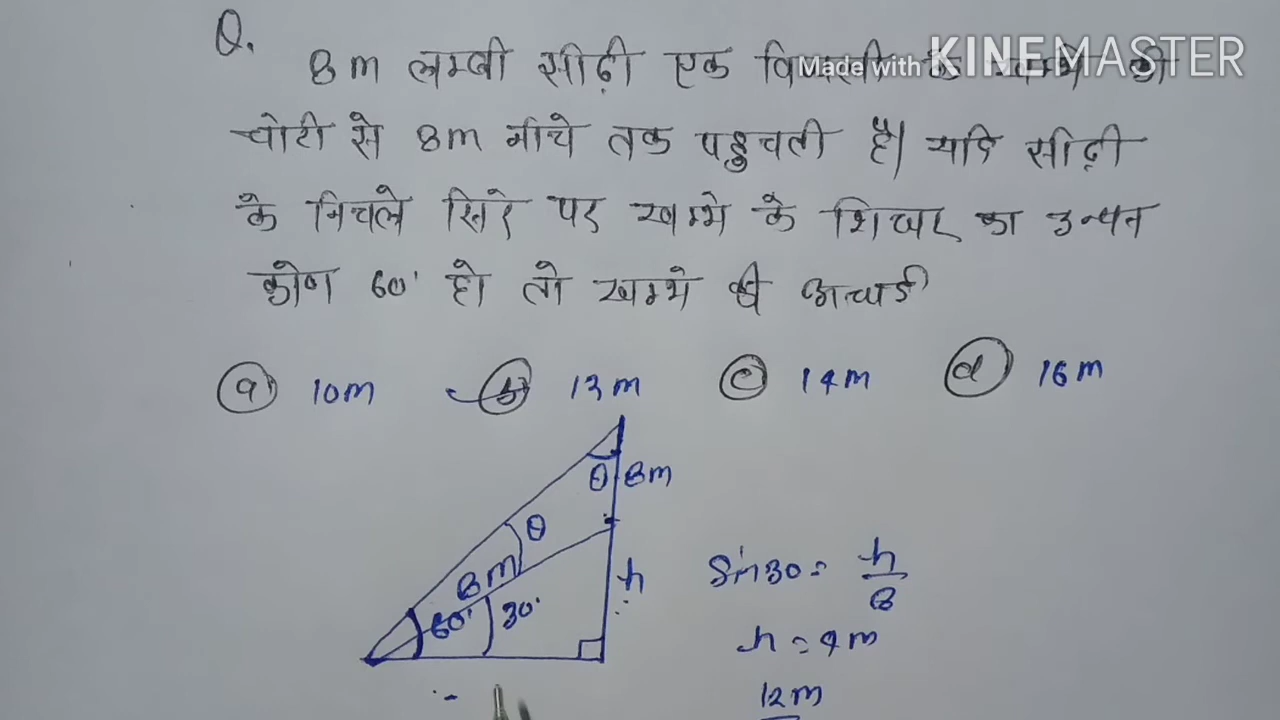 Q.
8m लम्बी सीढ़ी एक के की
Made with KINEMASTER
चोटी से 8m नीचे तक पहुचती है। यदि सीढ़ी
के निचले सिरे पर खम्भे के शिखर का उन्यन
कोण 60° हो तो खम्भे की
(a) 10m (b) 12m (c) 14m (d) 16m
θ 8m
θ
8m h
60° 30°
sin30 = h/8
h = 4m
12m